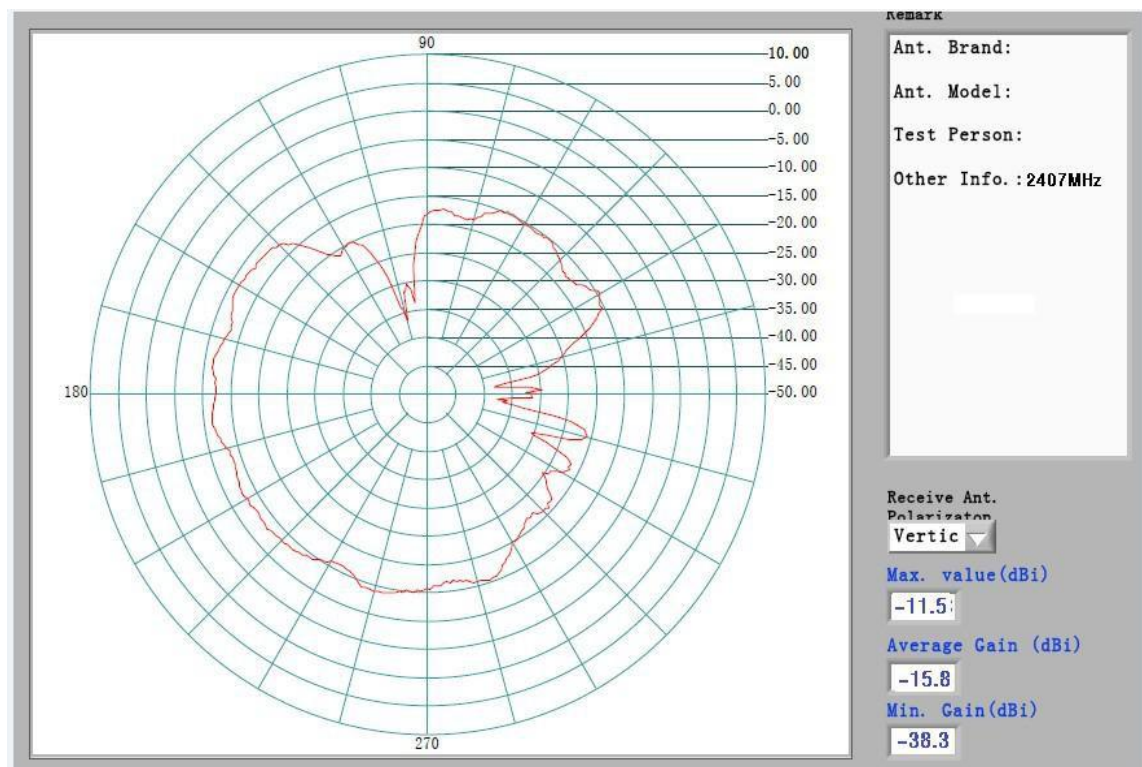 90
10.00
5.00
0.00
-5.00
-10.00
-15.00
-20.00
-25.00
-30.00
-35.00
-40.00
-45.00
-50.00
180
270
Remark
Ant. Brand:
Ant. Model:
Test Person:
Other Info.:2407MHz
Receive Ant.
Polarizaton
Vertic
Max. value(dBi)
-11.5
Average Gain (dBi)
-15.8
Min. Gain(dBi)
-38.3